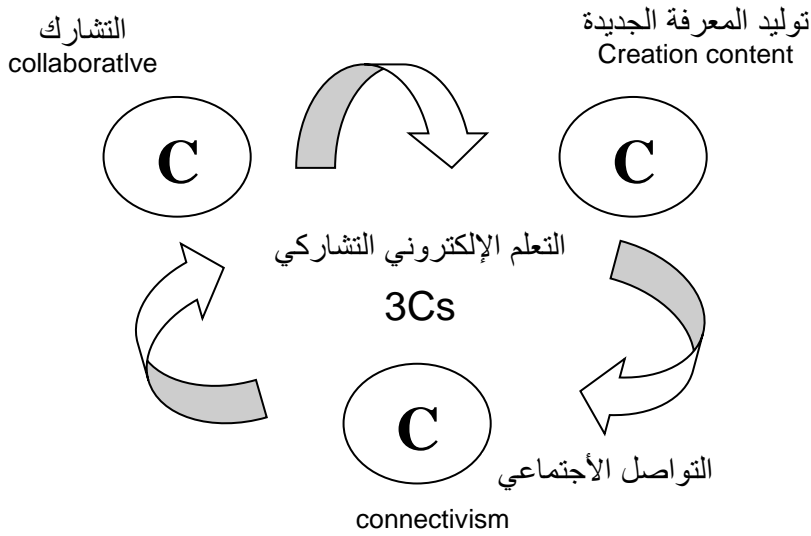 التشارك
collaboratIve
توليد المعرفة الجديدة
Creation content
C
C
التعلم الإلكتروني التشاركي
3Cs
C
التواصل الأجتماعي
connectivism